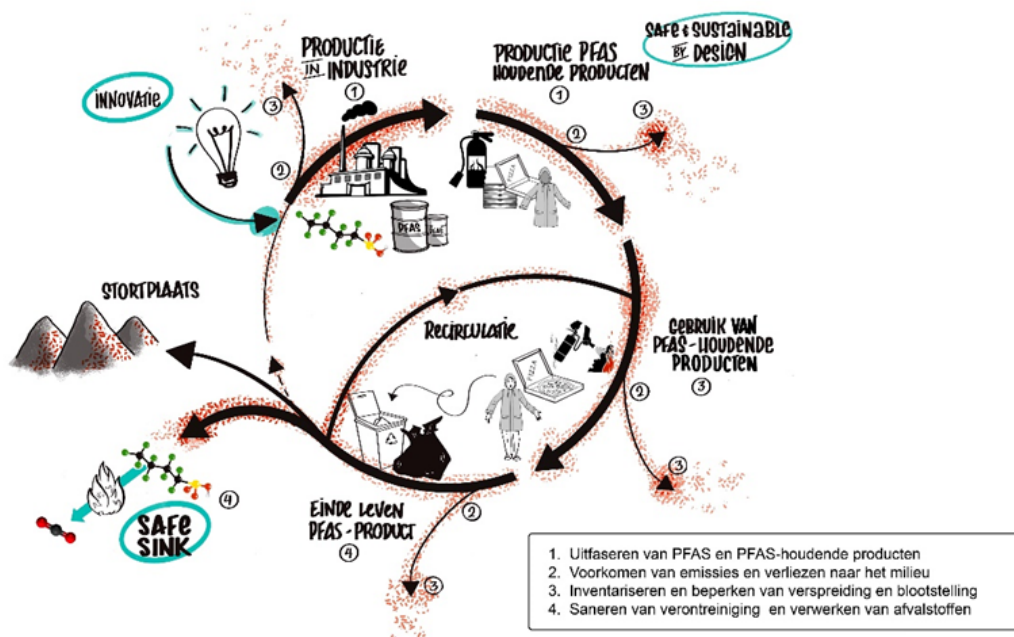 PRODUCTIE
IN INDUSTRIE
①
PRODUCTIE PFAS
HOUDENDE PRODUCTEN
①
SAFE & SUSTAINABLE
BY DESIGN
INNOVATIE
③
②
②
③
PIZZA
PFAS
PFAS
STORTPLAATS
RECIRCULATIE
PIZZA
GEBRUIK VAN
PFAS-HOUDENDE
PRODUCTEN
③
②
③
④
SAFE
SINK
EINDE LEVEN
PFAS-PRODUCT
④
②
③
1. Uitfaseren van PFAS en PFAS-houdende producten
2. Voorkomen van emissies en verliezen naar het milieu
3. Inventariseren en beperken van verspreiding en blootstelling
4. Saneren van verontreiniging en verwerken van afvalstoffen